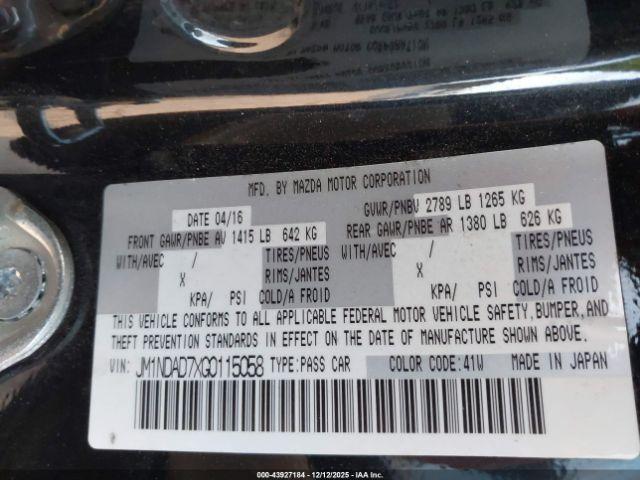 MFD. BY MAZDA MOTOR CORPORATION
DATE 04/16 GVWR/PNBV 2789 LB 1265 KG
FRONT GAWR/PNBE AV 1415 LB 642 KG REAR GAWR/PNBE AR 1380 LB 626 KG
WITH/AVEC / TIRES/PNEUS WITH/AVEC / TIRES/PNEUS
X RIMS/JANTES X RIMS/JANTES
KPA/ PSI COLD/A FROID KPA/ PSI COLD/A FROID
THIS VEHICLE CONFORMS TO ALL APPLICABLE FEDERAL MOTOR VEHICLE SAFETY, BUMPER, AND
THEFT PREVENTION STANDARDS IN EFFECT ON THE DATE OF MANUFACTURE SHOWN ABOVE.
VIN: JM1NDAD7XG0115058 TYPE:PASS CAR COLOR CODE:41W MADE IN JAPAN
000-43927184 - 12/12/2025 - IAA Inc.